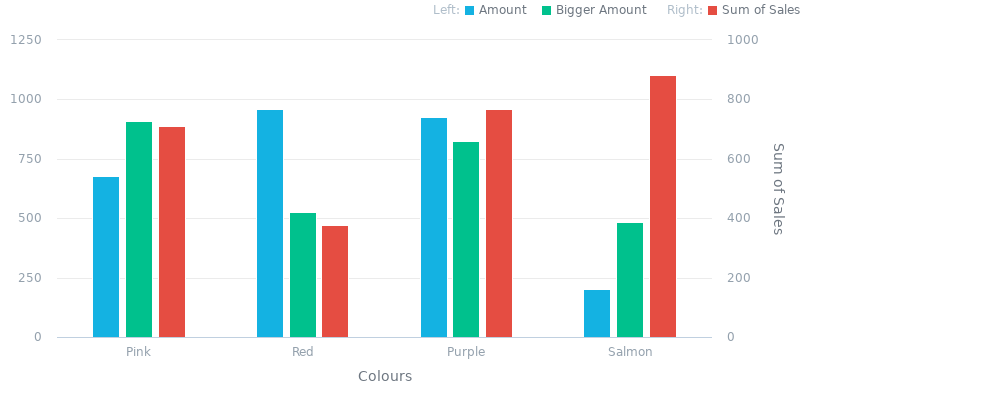 Left: Amount Bigger Amount Right: Sum of Sales
1250 1000
1000 800
750 600
500 400
250 200
0 0
Sum of Sales
Pink Red Purple Salmon
Colours